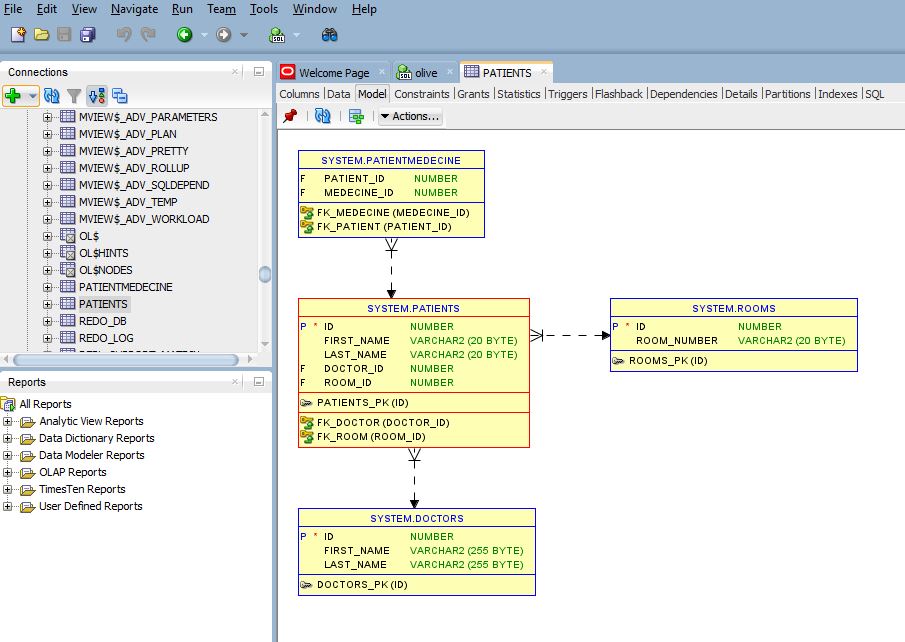 File Edit View Navigate Run Team Tools Window Help
SQL
Connections
MVIEW$_ADV_PARAMETERS
MVIEW$_ADV_PLAN
MVIEW$_ADV_PRETTY
MVIEW$_ADV_ROLLUP
MVIEW$_ADV_SQLDEPEND
MVIEW$_ADV_TEMP
MVIEW$_ADV_WORKLOAD
OL$
OL$HINTS
OL$NODES
PATIENTMEDECINE
PATIENTS
REDO_DB
REDO_LOG
Reports
All Reports
Analytic View Reports
Data Dictionary Reports
Data Modeler Reports
OLAP Reports
TimesTen Reports
User Defined Reports
Welcome Page olive PATIENTS
Columns Data Model Constraints Grants Statistics Triggers Flashback Dependencies Details Partitions Indexes SQL
Actions...
SYSTEM.PATIENTMEDECINE
F PATIENT_ID NUMBER
F MEDECINE_ID NUMBER
FK_MEDECINE (MEDECINE_ID)
FK_PATIENT (PATIENT_ID)
SYSTEM.PATIENTS
P * ID NUMBER
FIRST_NAME VARCHAR2 (20 BYTE)
LAST_NAME VARCHAR2 (20 BYTE)
F DOCTOR_ID NUMBER
F ROOM_ID NUMBER
PATIENTS_PK (ID)
FK_DOCTOR (DOCTOR_ID)
FK_ROOM (ROOM_ID)
SYSTEM.ROOMS
P * ID NUMBER
ROOM_NUMBER VARCHAR2 (20 BYTE)
ROOMS_PK (ID)
SYSTEM.DOCTORS
P * ID NUMBER
FIRST_NAME VARCHAR2 (255 BYTE)
LAST_NAME VARCHAR2 (255 BYTE)
DOCTORS_PK (ID)